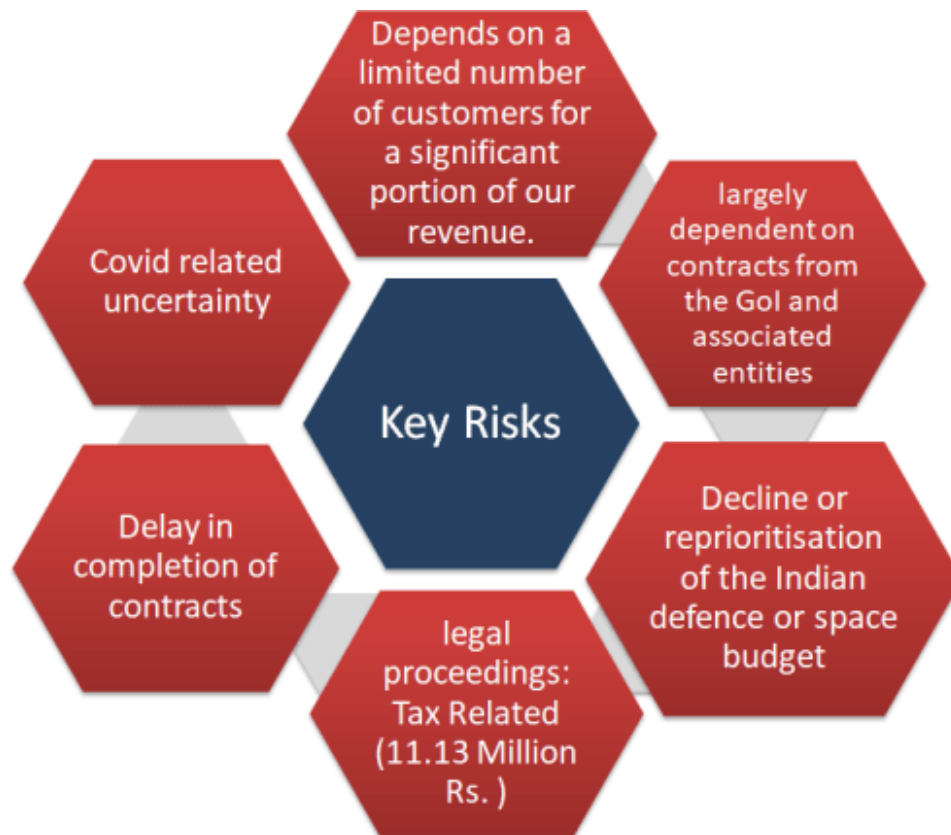 Depends on a
limited number
of customers for
a significant
portion of our
revenue.
largely
dependent on
contracts from
the GoI and
associated
entities
Decline or
reprioritisation
of the Indian
defence or space
budget
legal
proceedings:
Tax Related
(11.13 Million
Rs. )
Delay in
completion of
contracts
Covid related
uncertainty
Key Risks